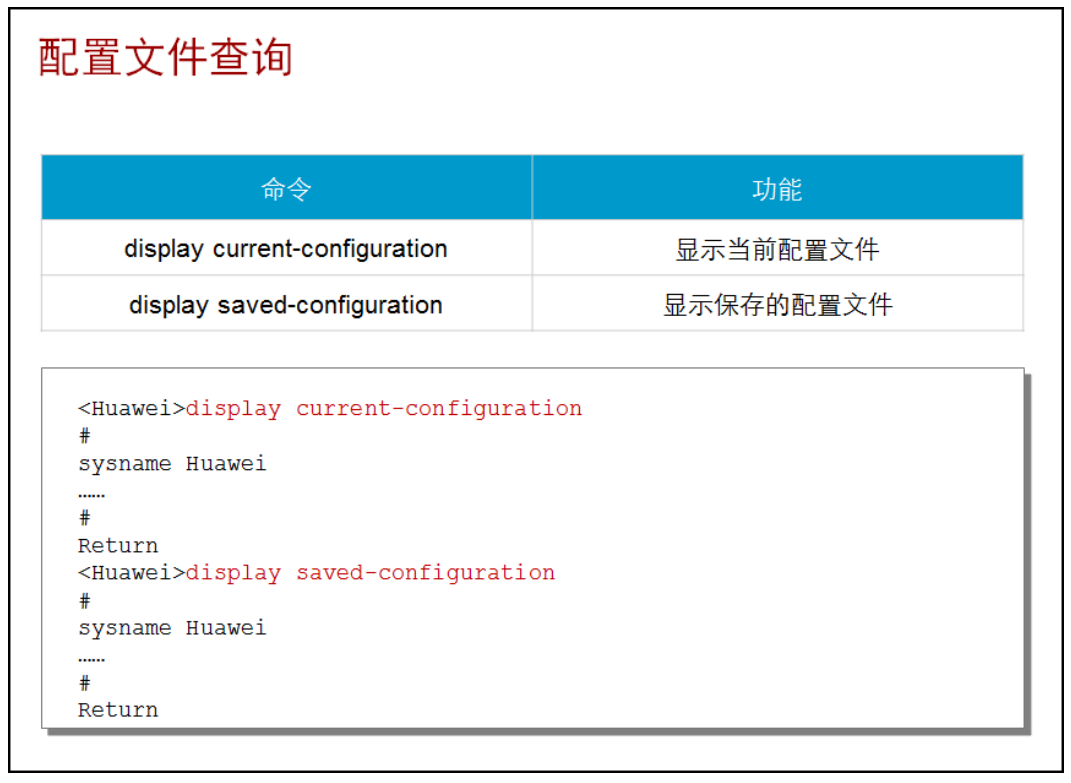 配置文件查询
命令 功能
display current-configuration 显示当前配置文件
display saved-configuration 显示保存的配置文件
<Huawei>display current-configuration
#
sysname Huawei
……
#
Return
<Huawei>display saved-configuration
#
sysname Huawei
……
#
Return